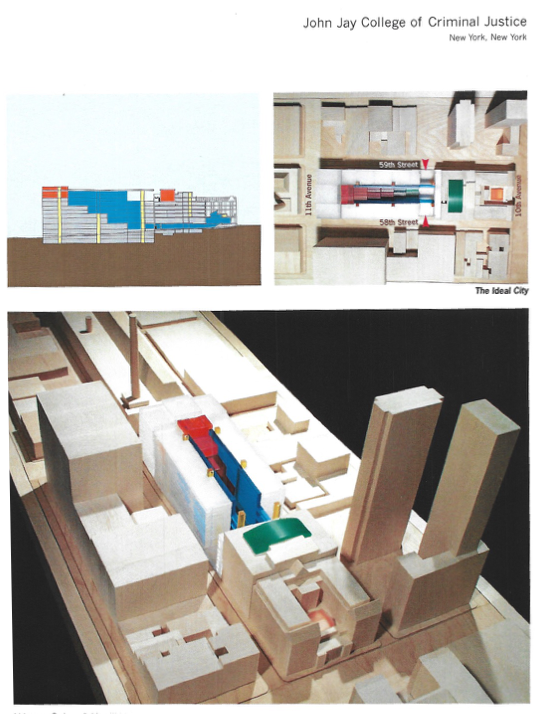 John Jay College of Criminal Justice
New York, New York
59th Street
11th Avenue
10th Avenue
58th Street
The Ideal City